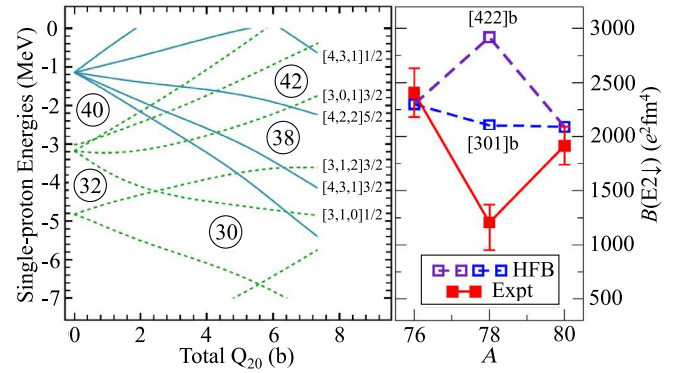 Single-proton Energies (MeV)
0
-1
-2
-3
-4
-5
-6
-7
40
32
42
38
30
[4,3,1]1/2
[3,0,1]3/2
[4,2,2]5/2
[3,1,2]3/2
[4,3,1]3/2
[3,1,0]1/2
0 2 4 6 8
Total Q20 (b)
[422]b
[301]b
HFB
Expt
76 78 80
A
3000
2500
2000
1500
1000
500
B(E2↓) (e²fm⁴)